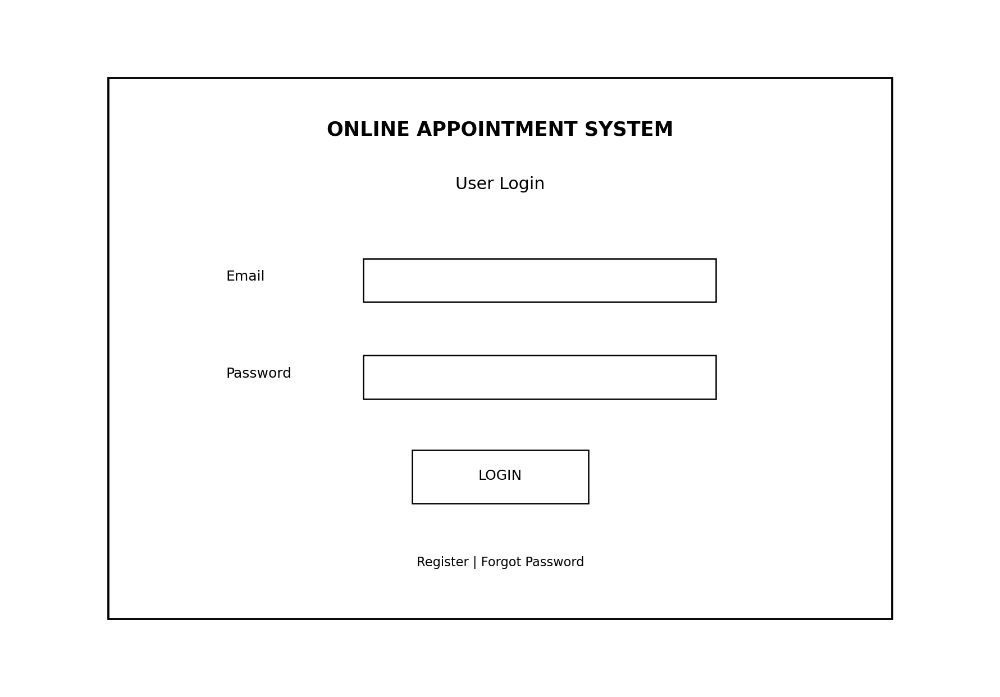 ONLINE APPOINTMENT SYSTEM
User Login
Email
Password
LOGIN
Register | Forgot Password